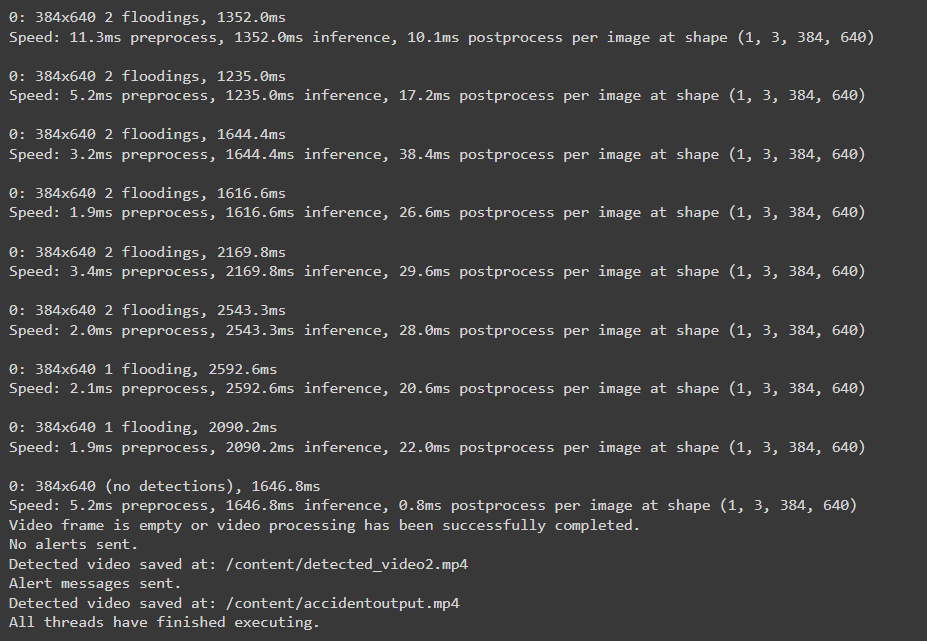 0: 384x640 2 floodings, 1352.0ms
Speed: 11.3ms preprocess, 1352.0ms inference, 10.1ms postprocess per image at shape (1, 3, 384, 640)
0: 384x640 2 floodings, 1235.0ms
Speed: 5.2ms preprocess, 1235.0ms inference, 17.2ms postprocess per image at shape (1, 3, 384, 640)
0: 384x640 2 floodings, 1644.4ms
Speed: 3.2ms preprocess, 1644.4ms inference, 38.4ms postprocess per image at shape (1, 3, 384, 640)
0: 384x640 2 floodings, 1616.6ms
Speed: 1.9ms preprocess, 1616.6ms inference, 26.6ms postprocess per image at shape (1, 3, 384, 640)
0: 384x640 2 floodings, 2169.8ms
Speed: 3.4ms preprocess, 2169.8ms inference, 29.6ms postprocess per image at shape (1, 3, 384, 640)
0: 384x640 2 floodings, 2543.3ms
Speed: 2.0ms preprocess, 2543.3ms inference, 28.0ms postprocess per image at shape (1, 3, 384, 640)
0: 384x640 1 flooding, 2592.6ms
Speed: 2.1ms preprocess, 2592.6ms inference, 20.6ms postprocess per image at shape (1, 3, 384, 640)
0: 384x640 1 flooding, 2090.2ms
Speed: 1.9ms preprocess, 2090.2ms inference, 22.0ms postprocess per image at shape (1, 3, 384, 640)
0: 384x640 (no detections), 1646.8ms
Speed: 5.2ms preprocess, 1646.8ms inference, 0.8ms postprocess per image at shape (1, 3, 384, 640)
Video frame is empty or video processing has been successfully completed.
No alerts sent.
Detected video saved at: /content/detected_video2.mp4
Alert messages sent.
Detected video saved at: /content/accidentoutput.mp4
All threads have finished executing.